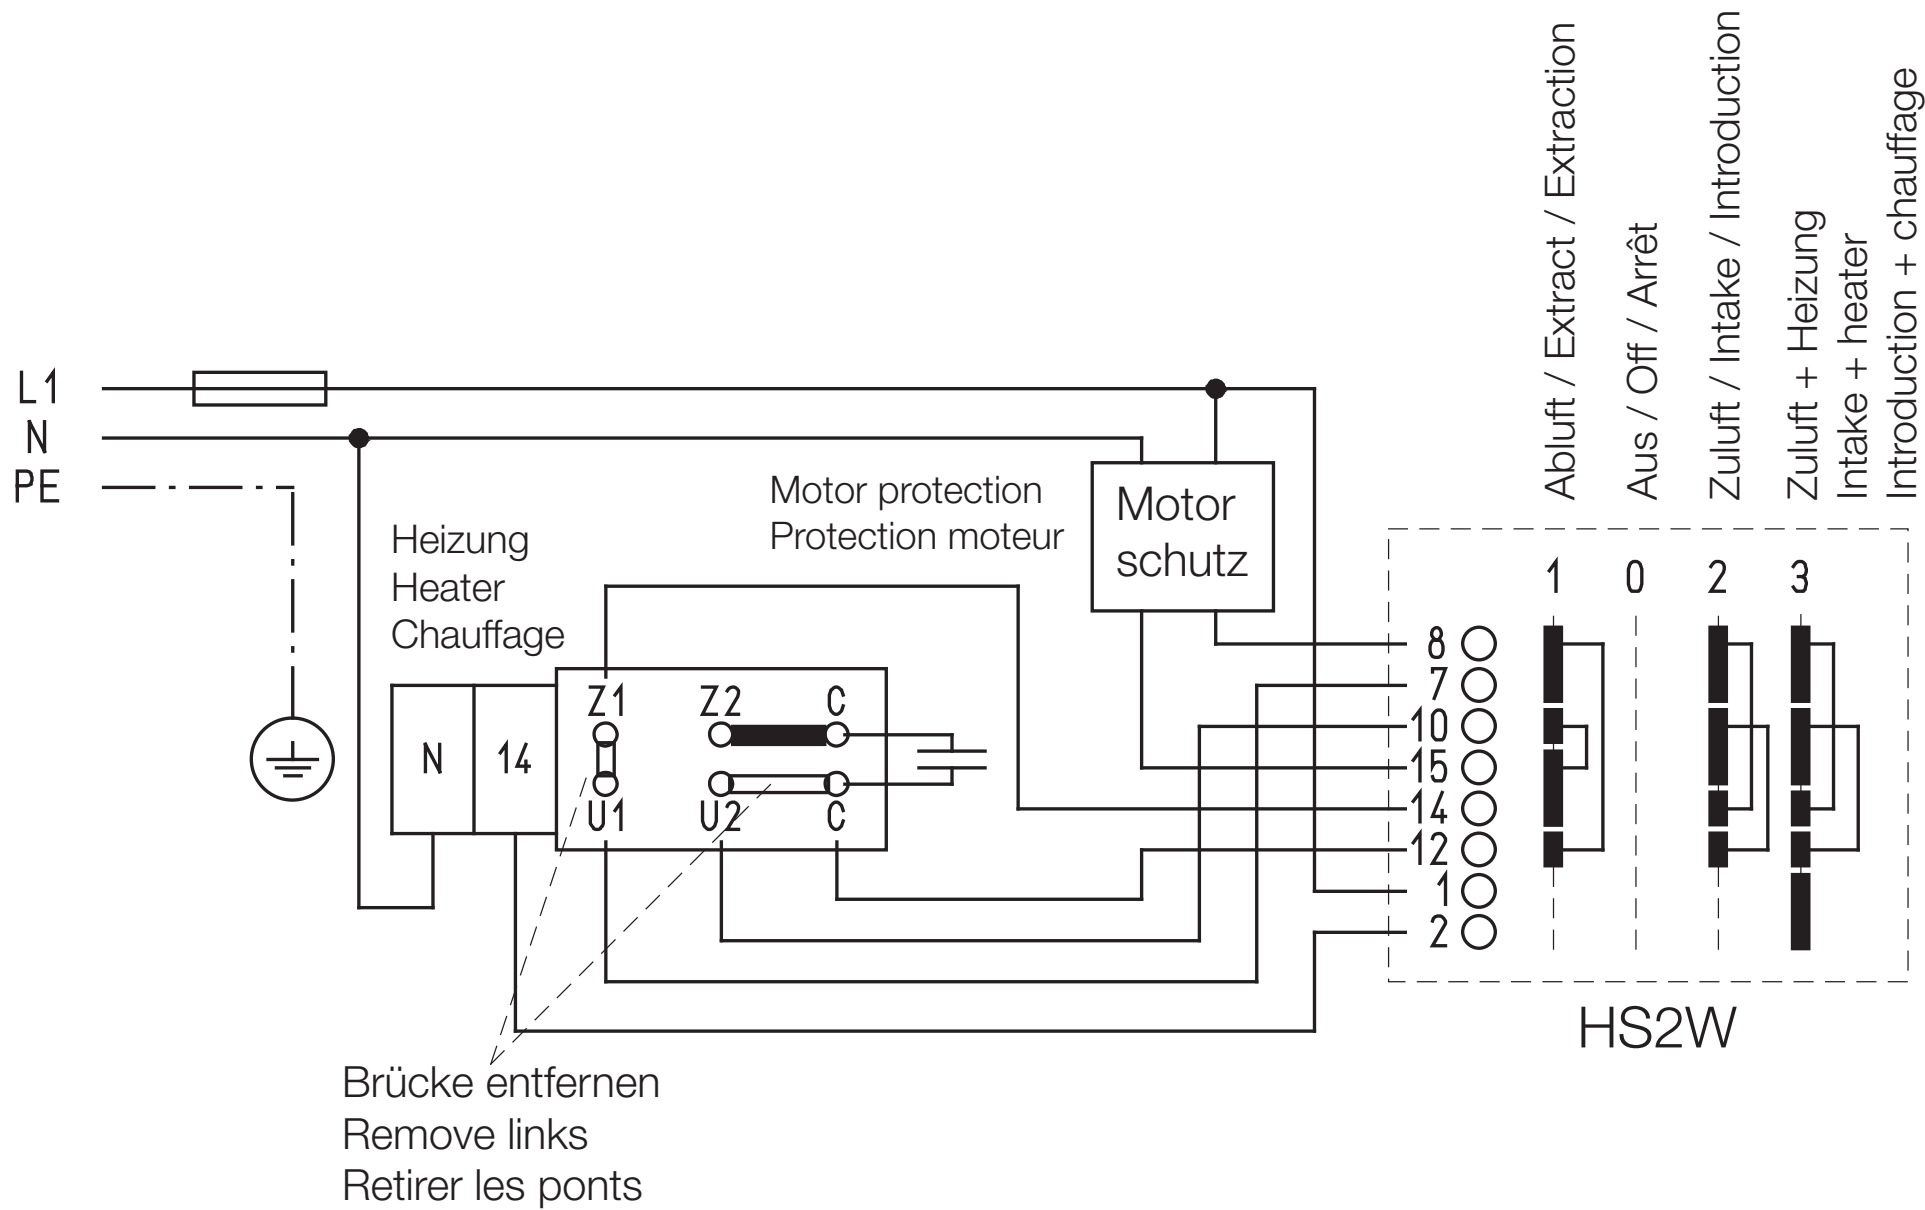 Abluft / Extract / Extraction
Aus / Off / Arrêt
Zuluft / Intake / Introduction
Zuluft + Heizung
Intake + heater
Introduction + chauffage
L1
N
PE
Motor protection
Protection moteur
Motor
schutz
Heizung
Heater
Chauffage
1 0 2 3
8
7
10
15
14
12
1
2
Z1 Z2 C
N 14
U1 U2 C
HS2W
Brücke entfernen
Remove links
Retirer les ponts